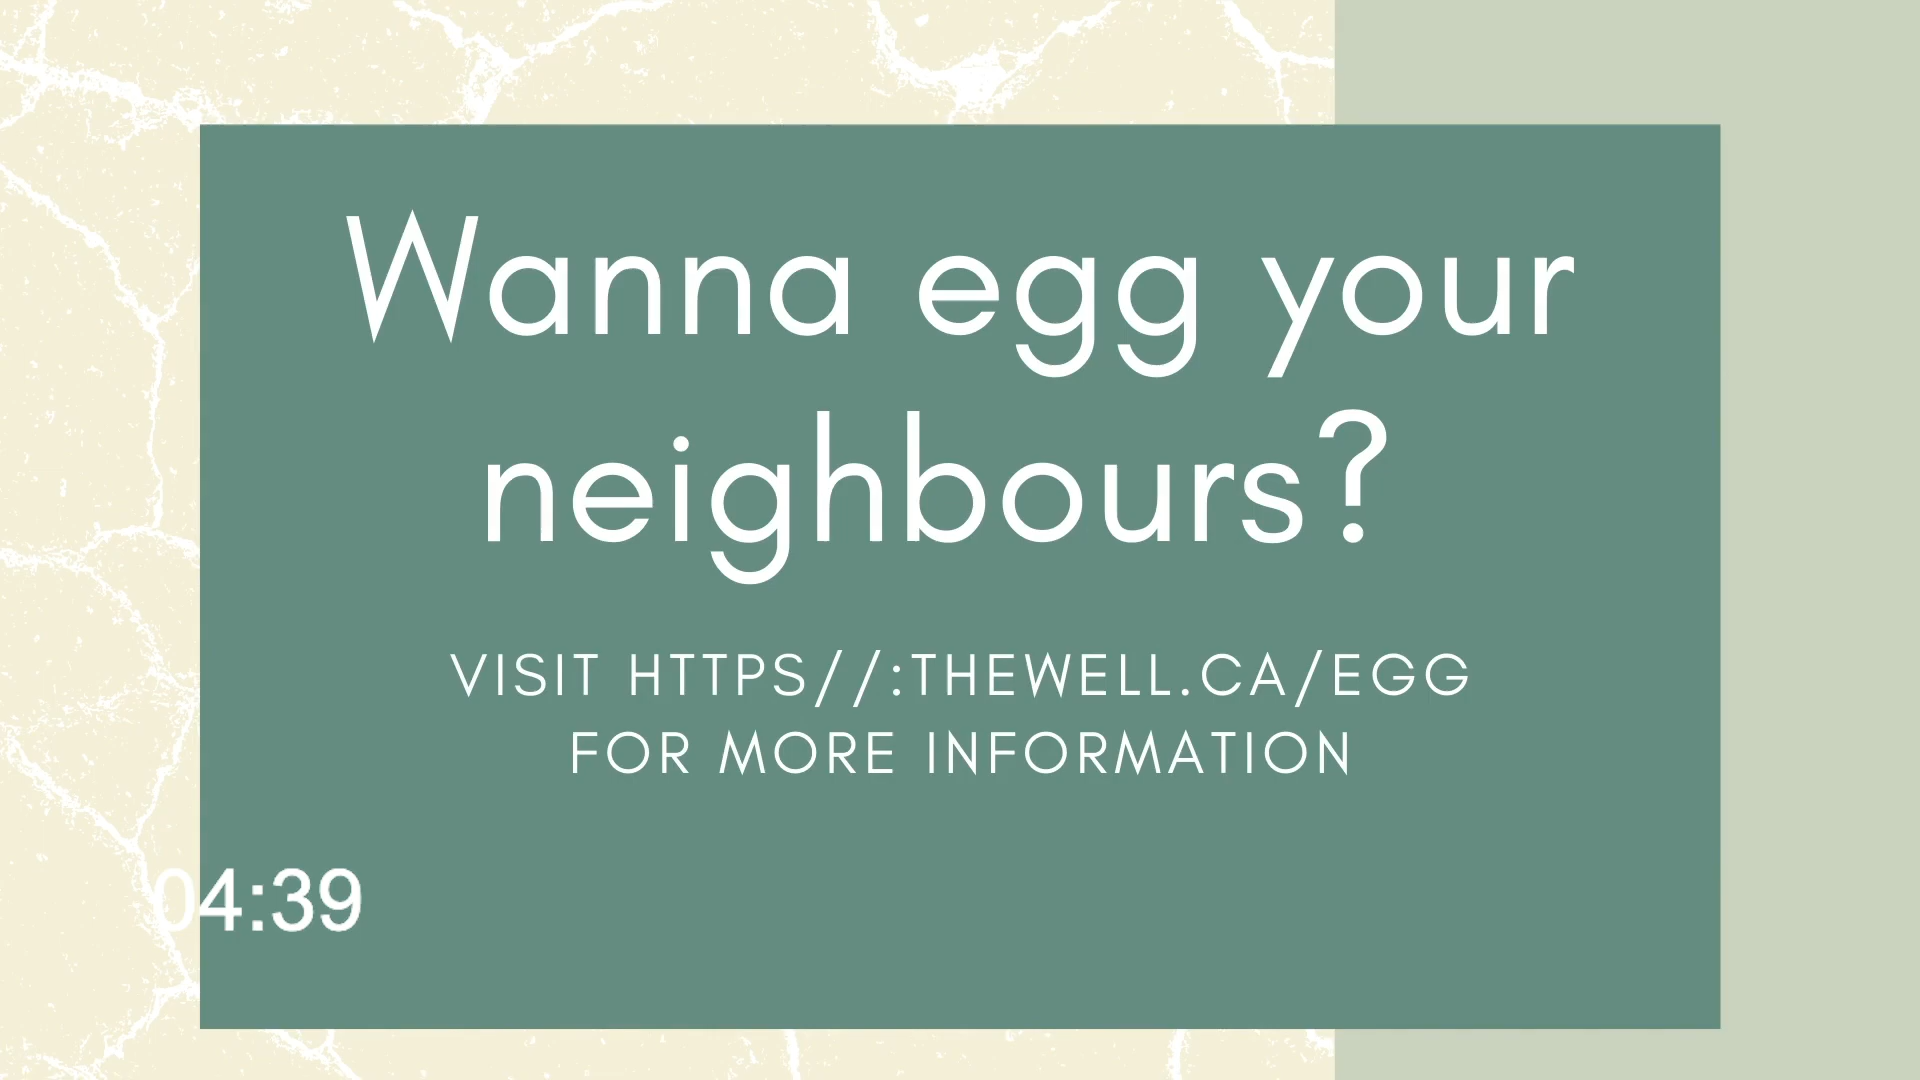 Wanna egg your
neighbours?
VISIT HTTPS//:THEWELL.CA/EGG
FOR MORE INFORMATION
04:39